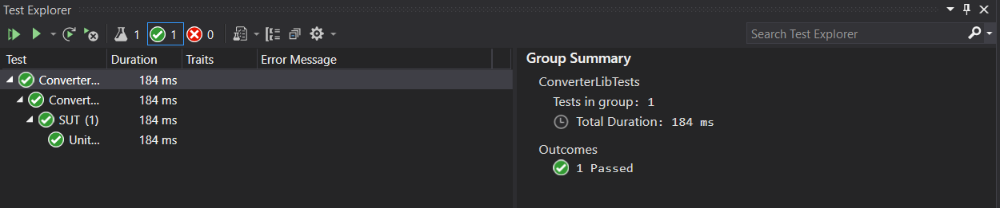 Test Explorer
1 1 0
Search Test Explorer
Test Duration Traits Error Message
Converter... 184 ms
Convert... 184 ms
SUT (1) 184 ms
Unit... 184 ms
Group Summary
ConverterLibTests
Tests in group: 1
Total Duration: 184 ms
Outcomes
1 Passed